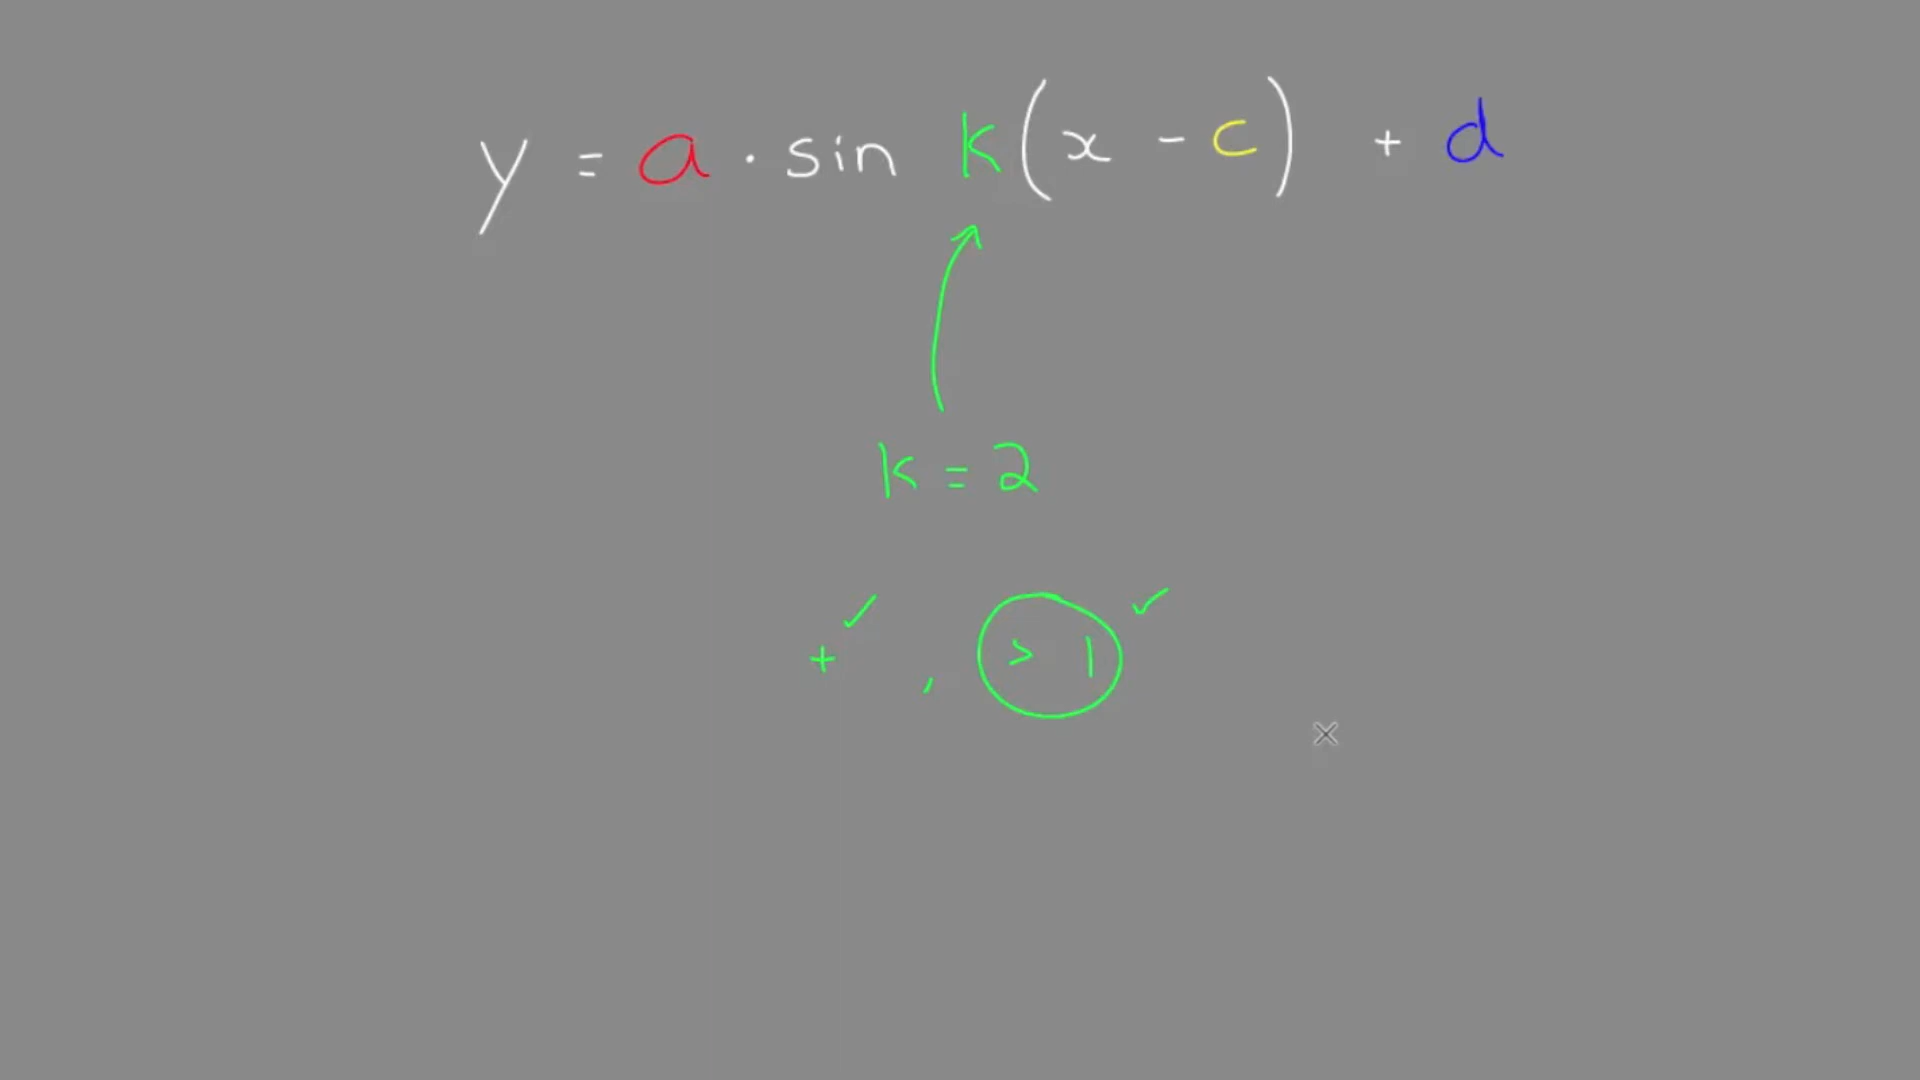 y = a · sin k(x - c) + d
k = 2
+ , > 1